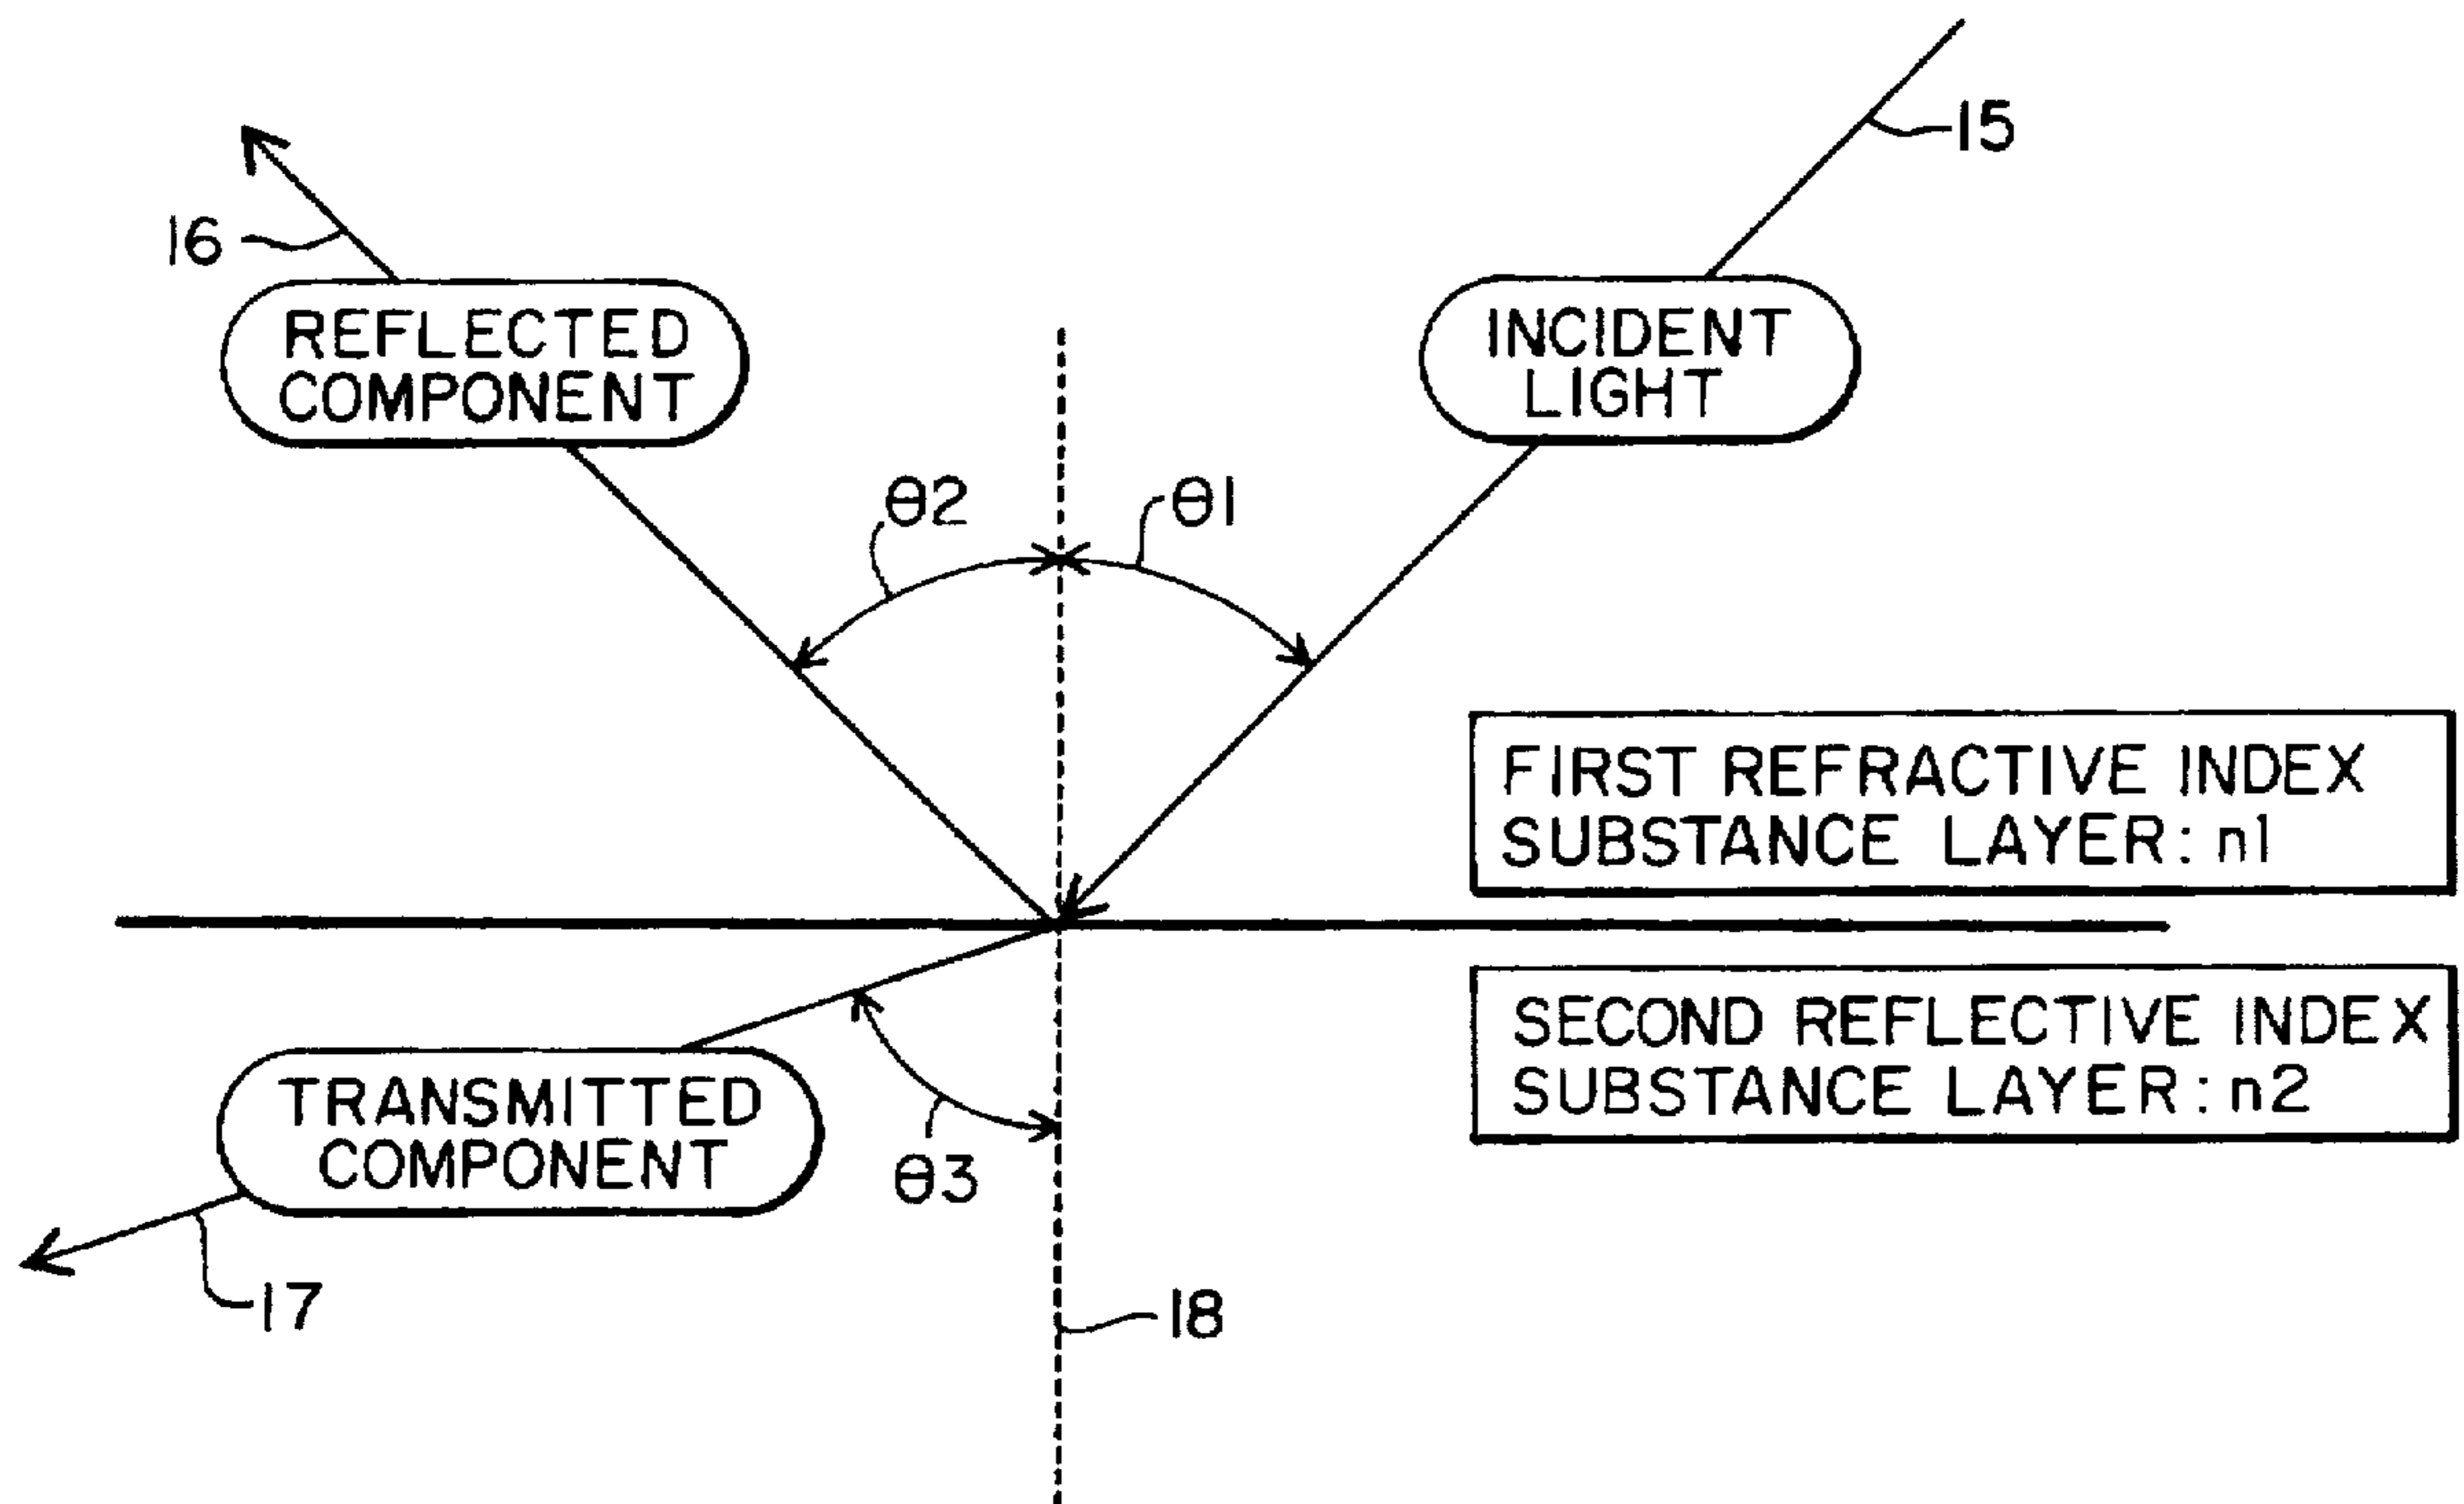 15
16
REFLECTED
COMPONENT
INCIDENT
LIGHT
θ2
θ1
FIRST REFRACTIVE INDEX
SUBSTANCE LAYER: n1
SECOND REFLECTIVE INDEX
SUBSTANCE LAYER: n2
TRANSMITTED
COMPONENT
θ3
17
18